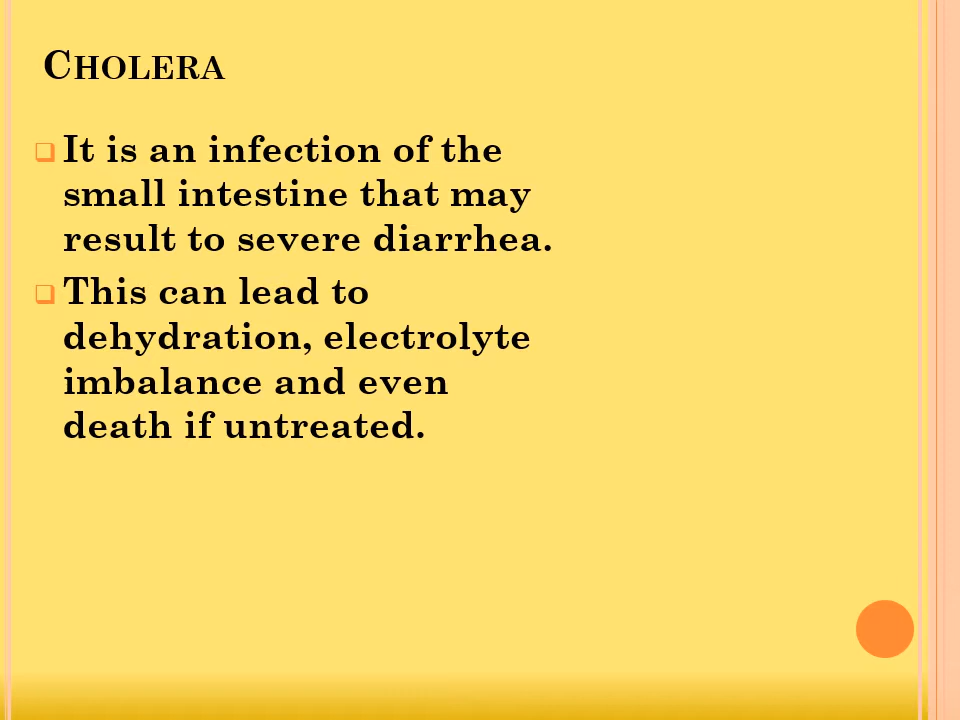 Cholera
It is an infection of the
small intestine that may
result to severe diarrhea.
This can lead to
dehydration, electrolyte
imbalance and even
death if untreated.